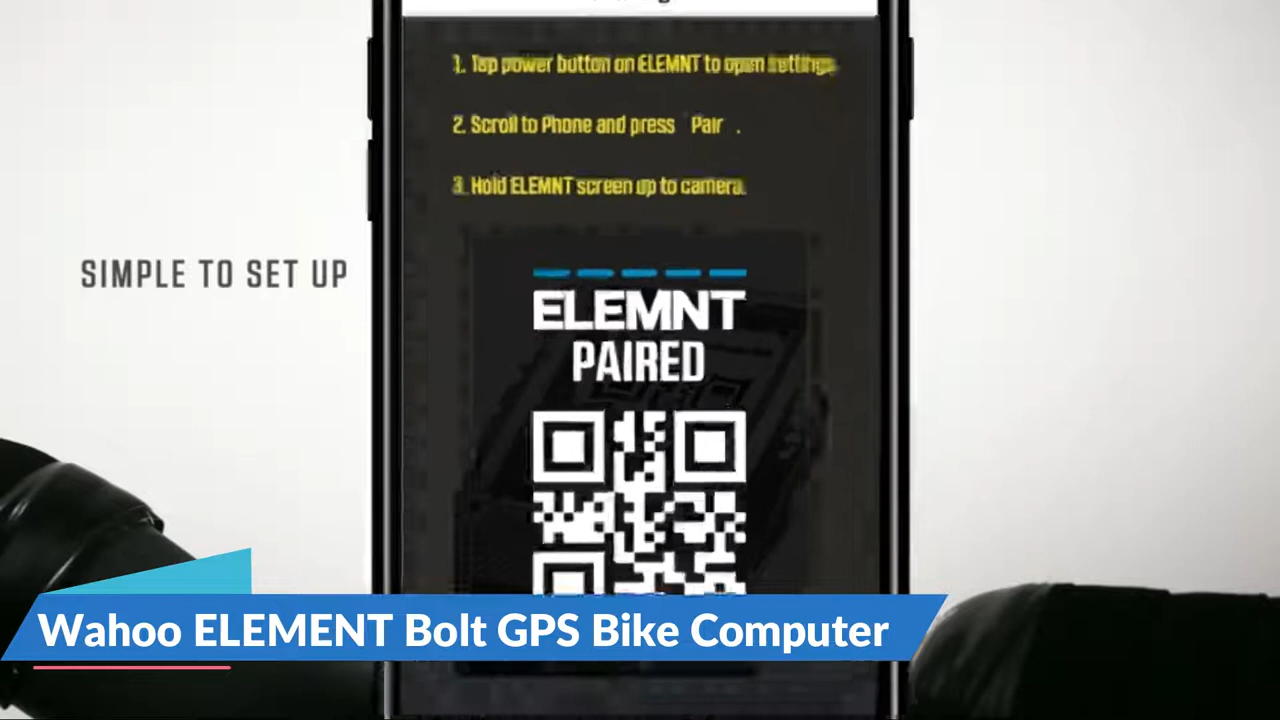 1. Tap power button on ELEMNT to open settings.
2. Scroll to Phone and press Pair .
3. Hold ELEMNT screen up to camera.
SIMPLE TO SET UP
ELEMNT
PAIRED
Wahoo ELEMENT Bolt GPS Bike Computer